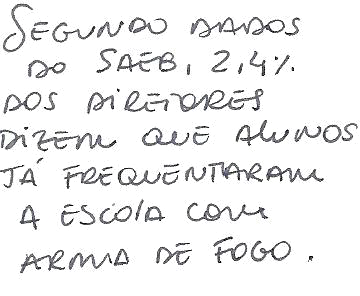 SEGUNDO DADOS
DO SAEB, 2,4%
DOS DIRETORES
DIZEM QUE ALUNOS
JÁ FREQUENTARAM
A ESCOLA COM
ARMA DE FOGO.